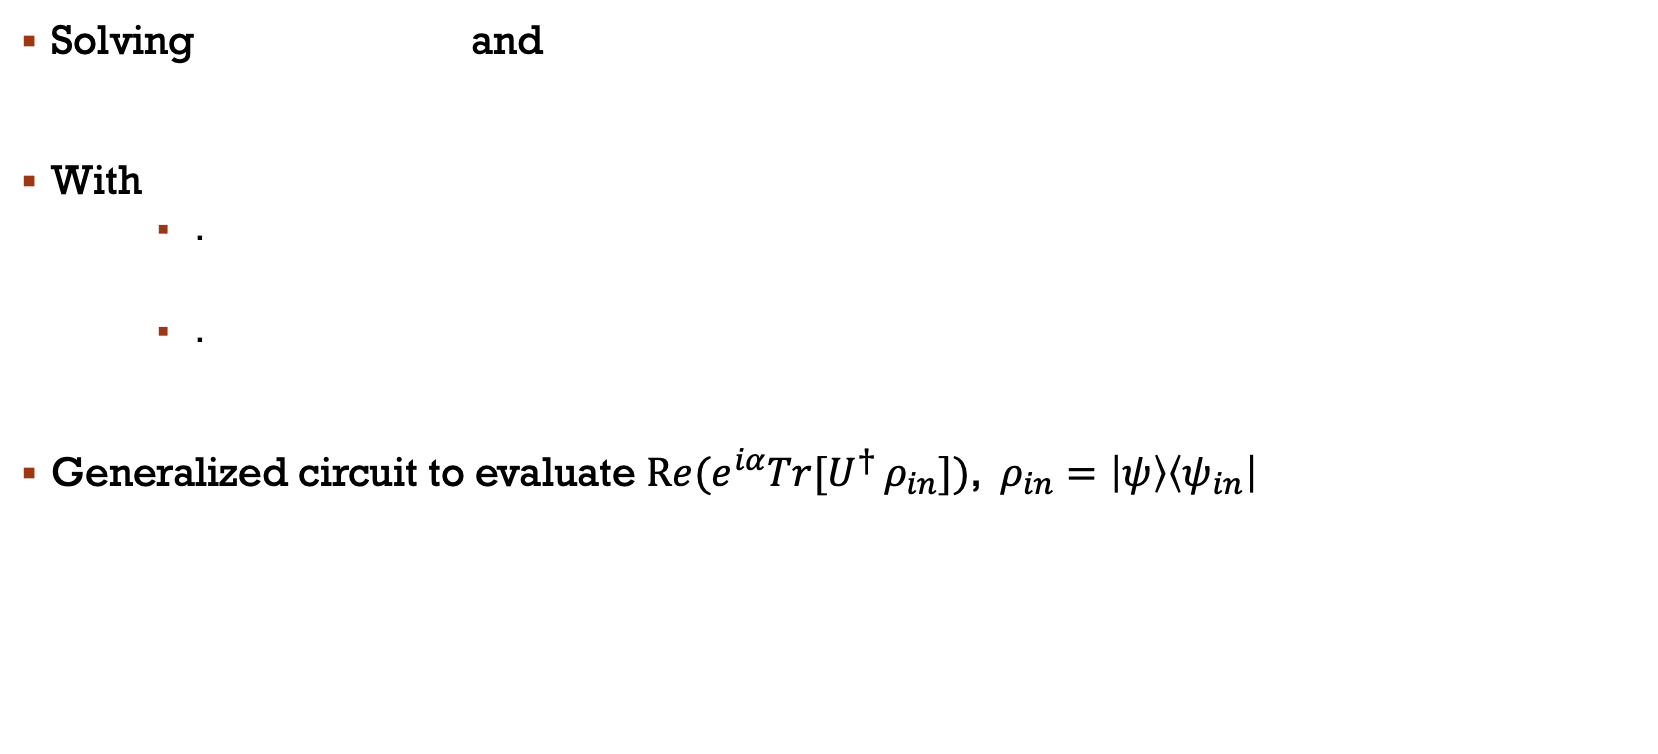 ▪ Solving and
▪ With
▪ .
▪ .
▪ Generalized circuit to evaluate Re(e^{iα}Tr[U^† ρ_{in}]), ρ_{in} = |ψ⟩⟨ψ_{in}|